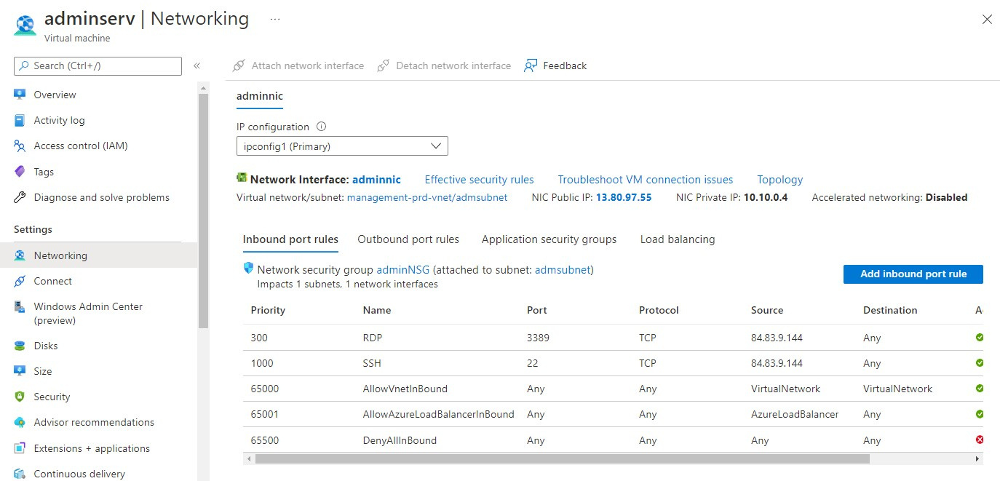 adminserv | Networking ...
Virtual machine
Search (Ctrl+/)
«
Overview
Activity log
Access control (IAM)
Tags
Diagnose and solve problems
Settings
Networking
Connect
Windows Admin Center
(preview)
Disks
Size
Security
Advisor recommendations
Extensions + applications
Continuous delivery
Attach network interface Detach network interface Feedback
adminnic
IP configuration
ipconfig1 (Primary)
Network Interface: adminnic Effective security rules Troubleshoot VM connection issues Topology
Virtual network/subnet: management-prd-vnet/admsubnet NIC Public IP: 13.80.97.55 NIC Private IP: 10.10.0.4 Accelerated networking: Disabled
Inbound port rules Outbound port rules Application security groups Load balancing
Network security group adminNSG (attached to subnet: admsubnet)
Impacts 1 subnets, 1 network interfaces
Add inbound port rule
Priority Name Port Protocol Source Destination A
300 RDP 3389 TCP 84.83.9.144 Any
1000 SSH 22 TCP 84.83.9.144 Any
65000 AllowVnetInBound Any Any VirtualNetwork VirtualNetwork
65001 AllowAzureLoadBalancerInBound Any Any AzureLoadBalancer Any
65500 DenyAllInBound Any Any Any Any